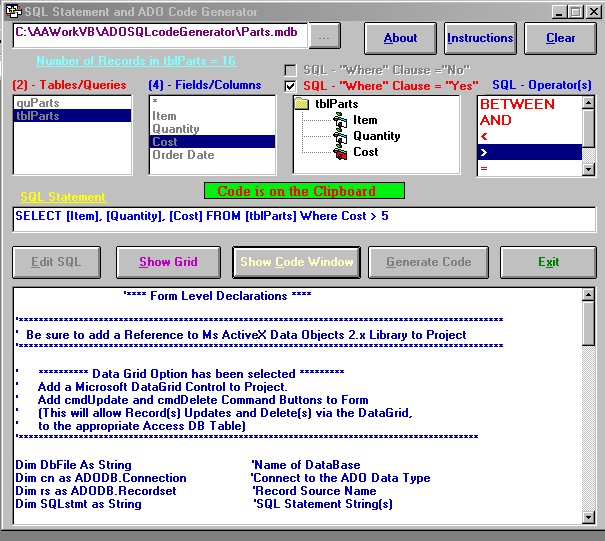 SQL Statement and ADO Code Generator
C:\AAWorkVB\ADOSQLcodeGenerator\Parts.mdb
...
About
Instructions
Clear
Number of Records in tblParts = 16
SQL - "Where" Clause ="No"
SQL - "Where" Clause = "Yes"
(2) - Tables/Queries
(4) - Fields/Columns
SQL - Operator(s)
quParts
tblParts
*
Item
Quantity
Cost
Order Date
tblParts
Item
Quantity
Cost
BETWEEN
AND
<
>
=
Code is on the Clipboard
SQL Statement
SELECT [Item], [Quantity], [Cost] FROM [tblParts] Where Cost > 5
Edit SQL
Show Grid
Show Code Window
Generate Code
Exit
'**** Form Level Declarations ****
'*************************************************************************************************
' Be sure to add a Reference to Ms ActiveX Data Objects 2.x Library to Project
'*************************************************************************************************
' ********** Data Grid Option has been selected *********
' Add a Microsoft DataGrid Control to Project.
' Add cmdUpdate and cmdDelete Command Buttons to Form
' (This will allow Record(s) Updates and Delete(s) via the DataGrid,
' to the appropriate Access DB Table)
'********************************************************************************************
Dim DbFile As String 'Name of DataBase
Dim cn as ADODB.Connection 'Connect to the ADO Data Type
Dim rs as ADODB.Recordset 'Record Source Name
Dim SQLstmt as String 'SQL Statement String(s)